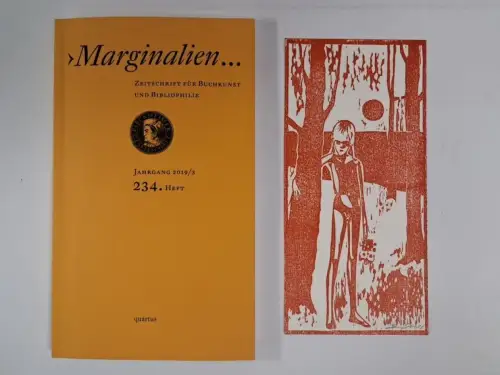 ›Marginalien...
Zeitschrift für Buchkunst
und Bibliophilie
Jahrgang 2019/2
234. Heft
quartus